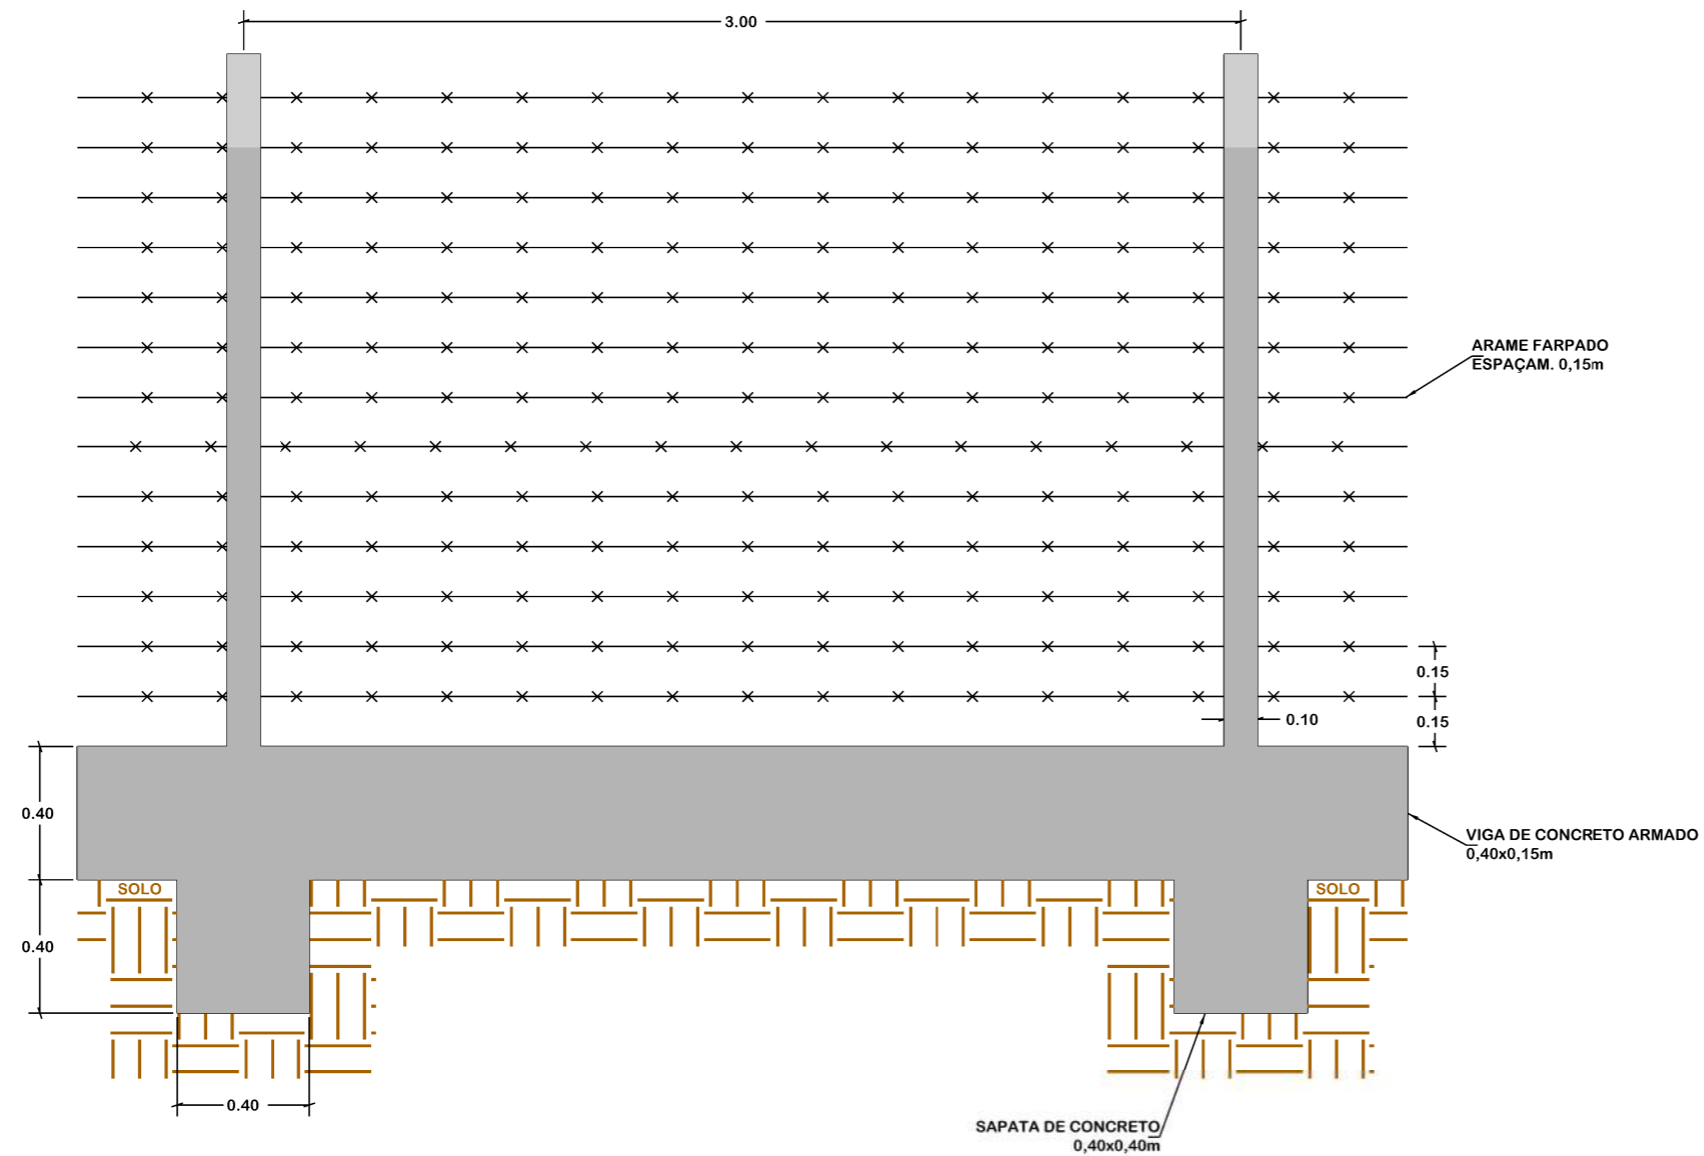 3.00
ARAME FARPADO
ESPAÇAM. 0,15m
0.15
0.10
0.15
0.40
VIGA DE CONCRETO ARMADO
0,40x0,15m
SOLO
SOLO
0.40
0.40
SAPATA DE CONCRETO
0,40x0,40m